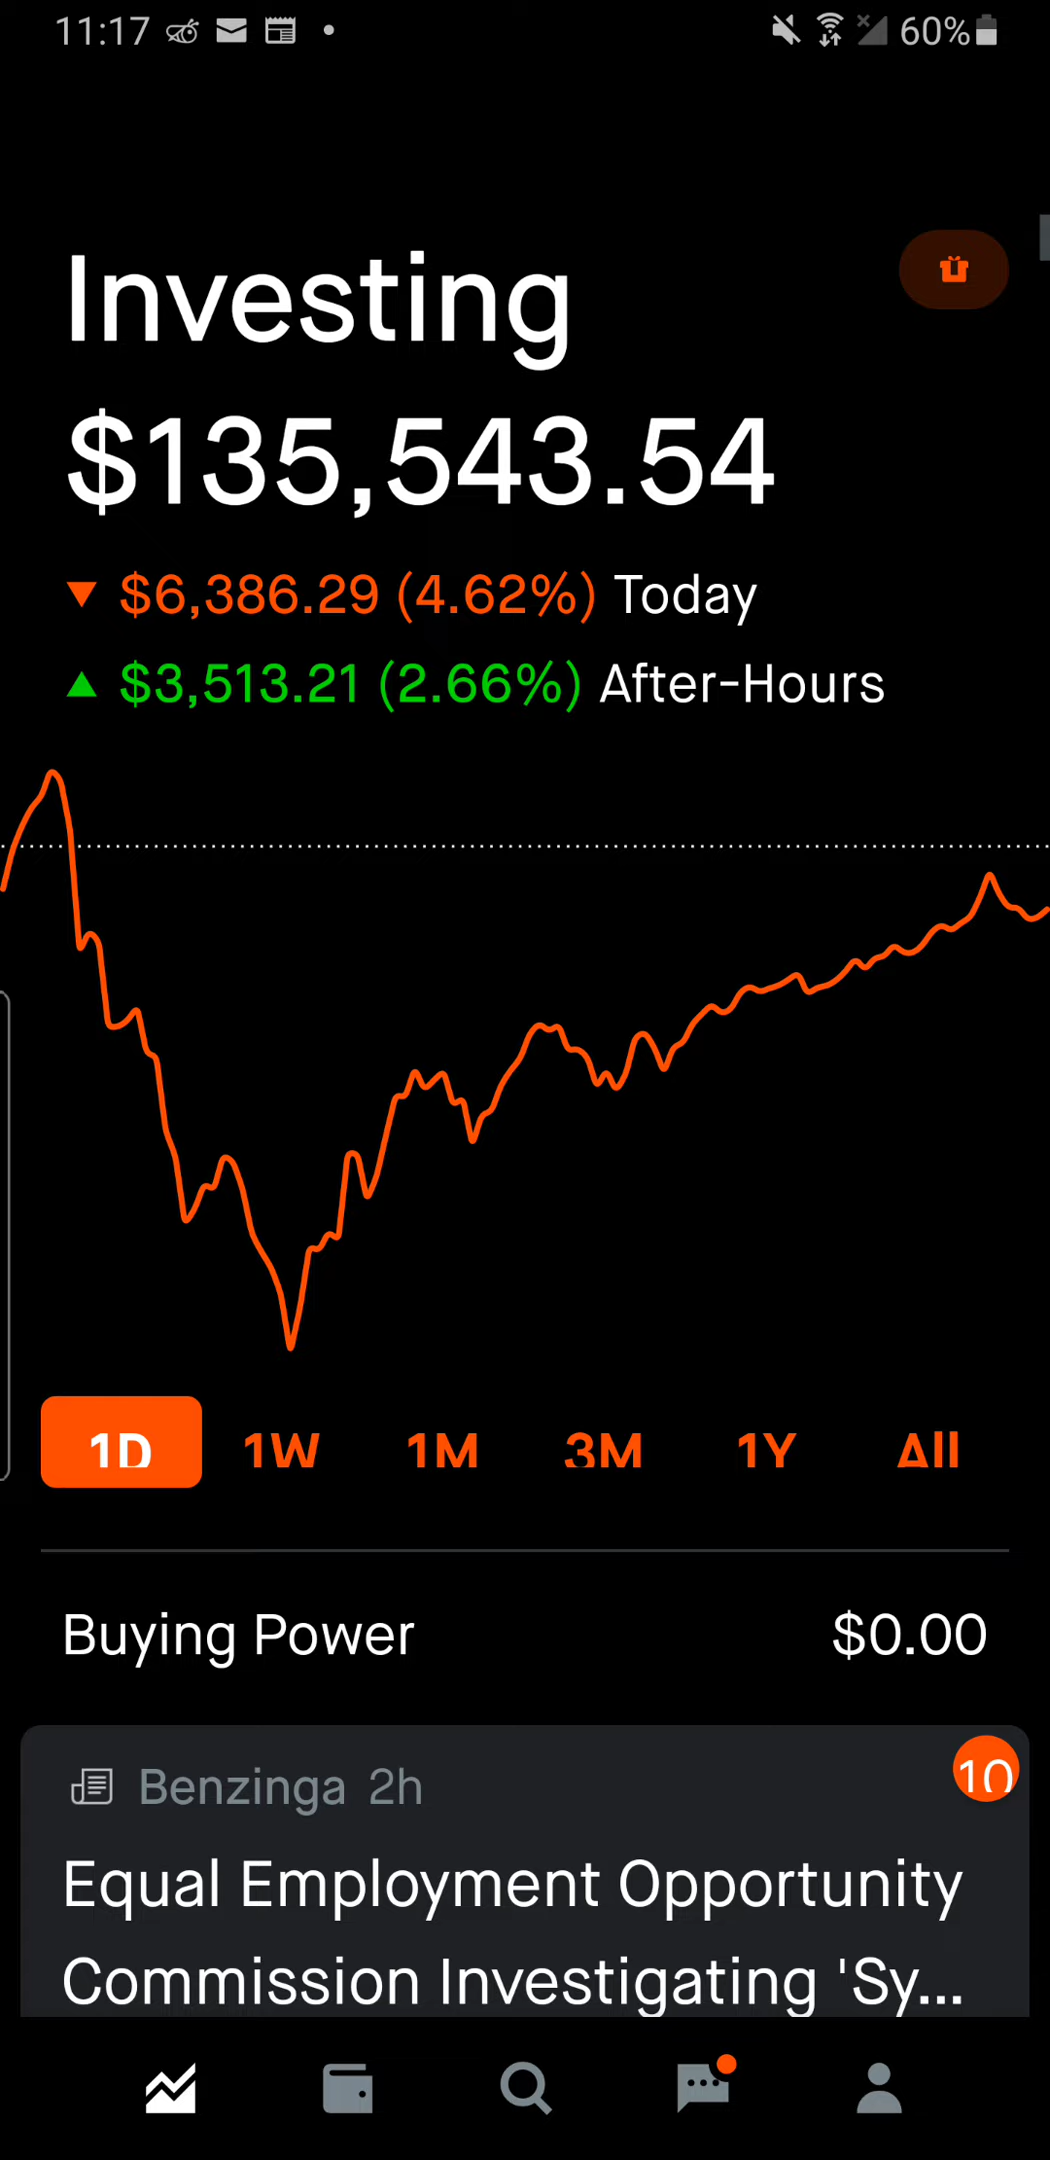 11:17 60%
Investing
$135,543.54
▼ $6,386.29 (4.62%) Today
▲ $3,513.21 (2.66%) After-Hours
1D 1W 1M 3M 1Y All
Buying Power $0.00
Benzinga 2h 10
Equal Employment Opportunity
Commission Investigating 'Sy...